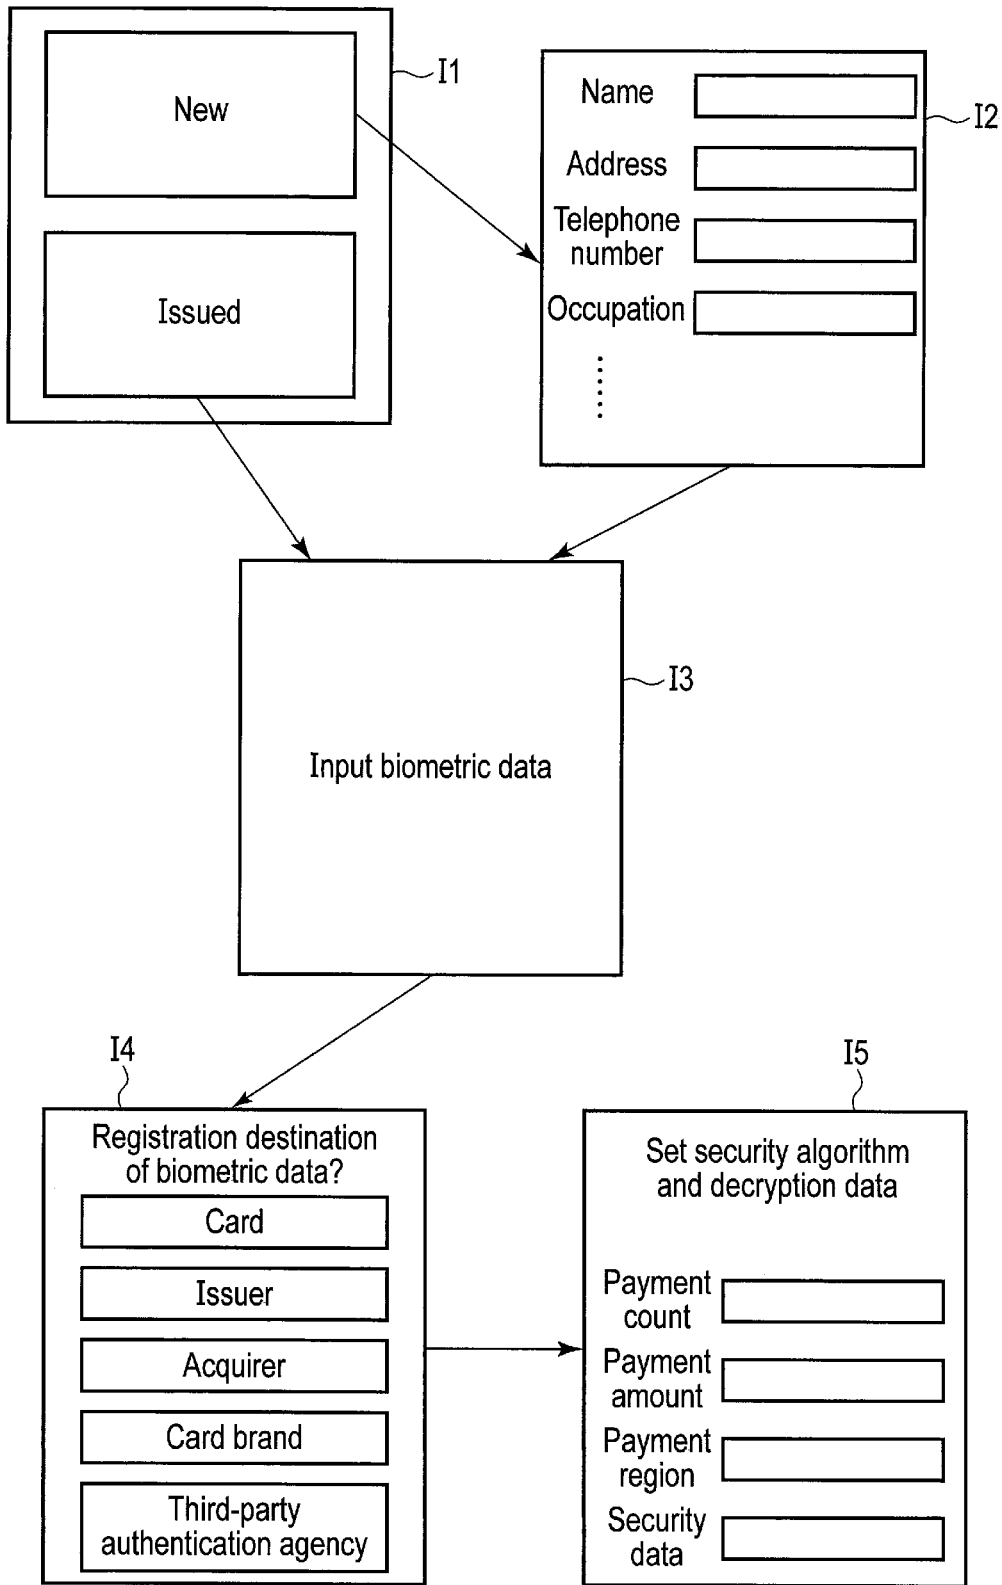 New
I1
Issued
Name
I2
Address
Telephone
number
Occupation
Input biometric data
I3
I4
Registration destination
of biometric data?
Card
Issuer
Acquirer
Card brand
Third-party
authentication agency
I5
Set security algorithm
and decryption data
Payment
count
Payment
amount
Payment
region
Security
data